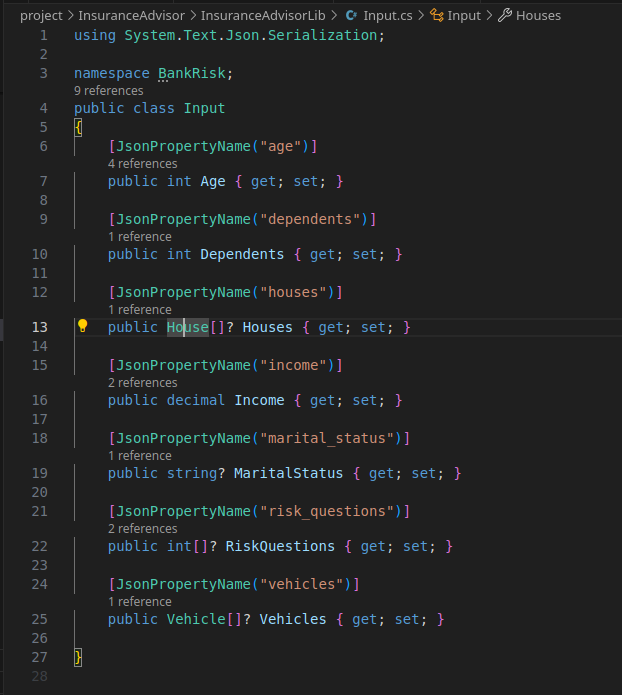 project › InsuranceAdvisor › InsuranceAdvisorLib › Input.cs › Input › Houses
1 using System.Text.Json.Serialization;
2
3 namespace BankRisk;
9 references
4 public class Input
5 {
6 [JsonPropertyName("age")]
4 references
7 public int Age { get; set; }
8
9 [JsonPropertyName("dependents")]
1 reference
10 public int Dependents { get; set; }
11
12 [JsonPropertyName("houses")]
1 reference
13 public House[]? Houses { get; set; }
14
15 [JsonPropertyName("income")]
2 references
16 public decimal Income { get; set; }
17
18 [JsonPropertyName("marital_status")]
1 reference
19 public string? MaritalStatus { get; set; }
20
21 [JsonPropertyName("risk_questions")]
2 references
22 public int[]? RiskQuestions { get; set; }
23
24 [JsonPropertyName("vehicles")]
1 reference
25 public Vehicle[]? Vehicles { get; set; }
26
27 }
28